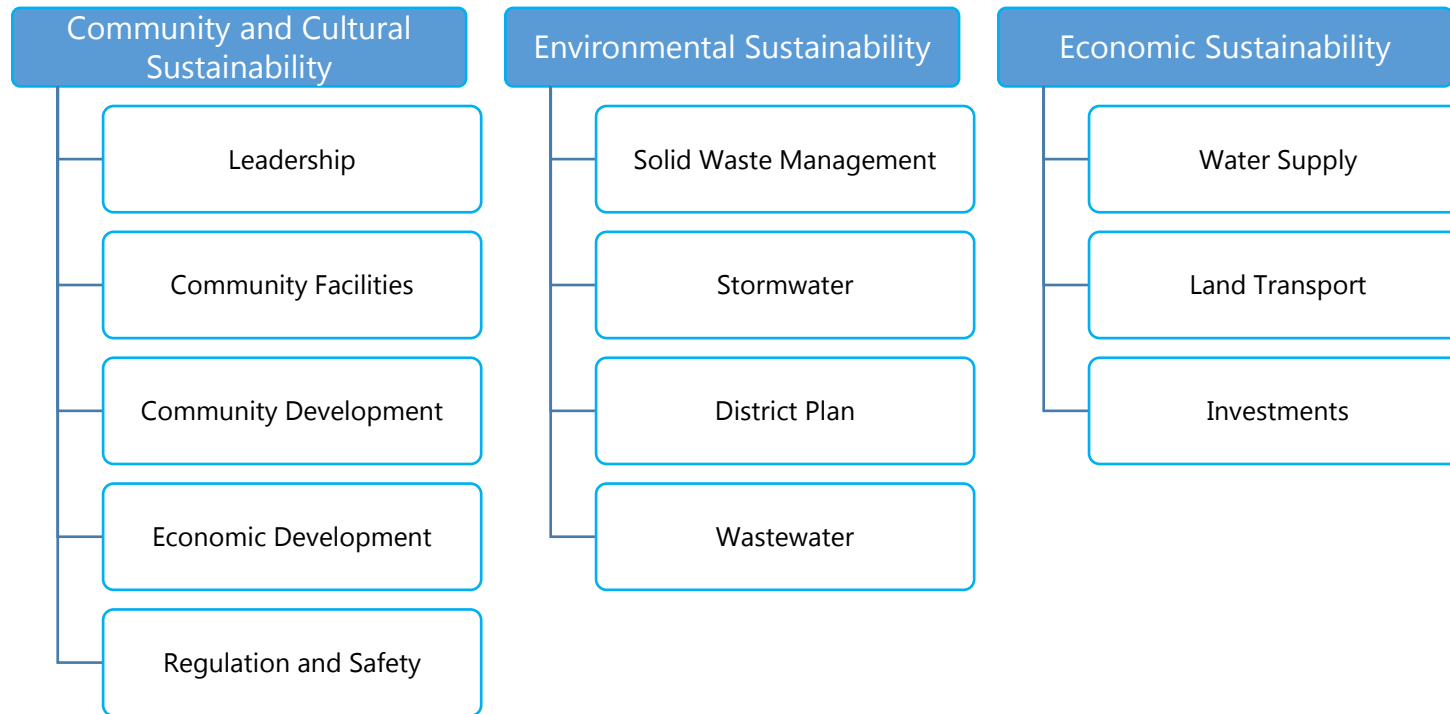 Community and Cultural
Sustainability
Leadership
Community Facilities
Community Development
Economic Development
Regulation and Safety
Environmental Sustainability
Solid Waste Management
Stormwater
District Plan
Wastewater
Economic Sustainability
Water Supply
Land Transport
Investments